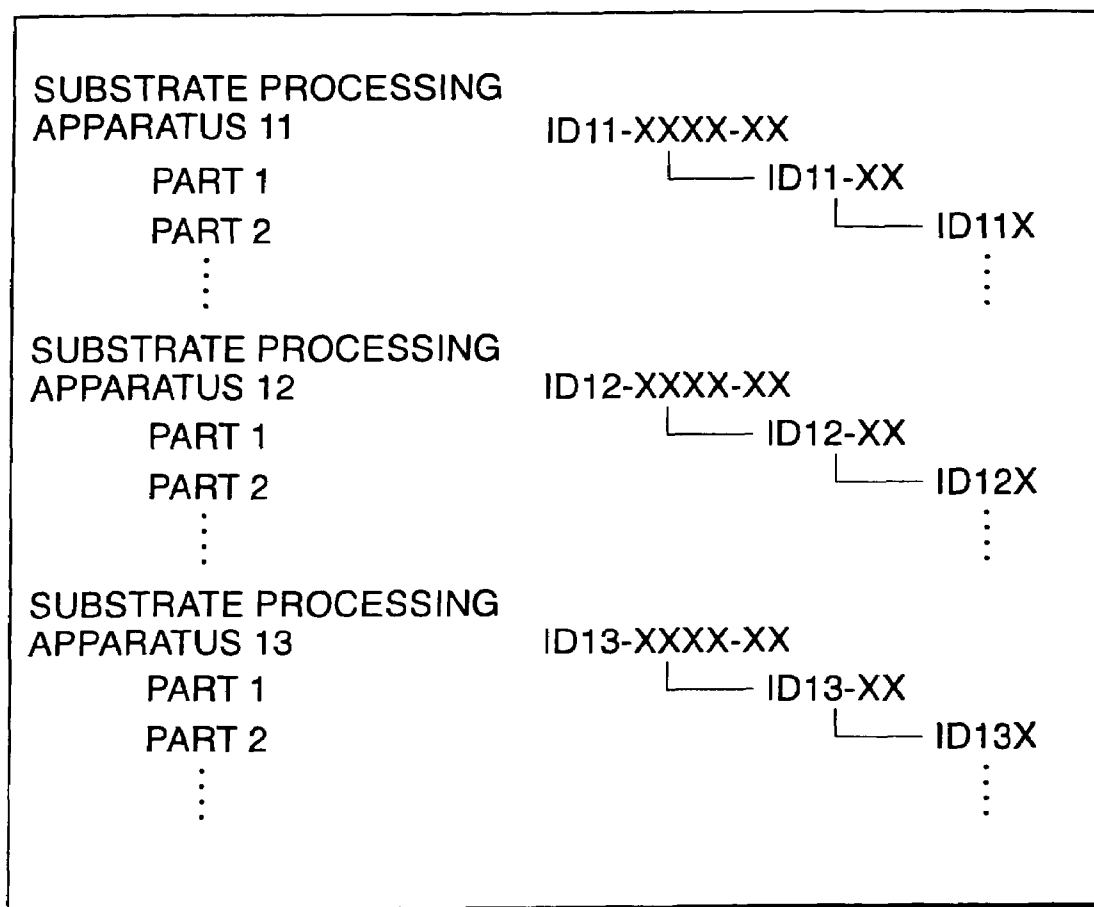 SUBSTRATE PROCESSING
APPARATUS 11 ID11-XXXX-XX
PART 1 ID11-XX
PART 2 ID11X
SUBSTRATE PROCESSING
APPARATUS 12 ID12-XXXX-XX
PART 1 ID12-XX
PART 2 ID12X
SUBSTRATE PROCESSING
APPARATUS 13 ID13-XXXX-XX
PART 1 ID13-XX
PART 2 ID13X